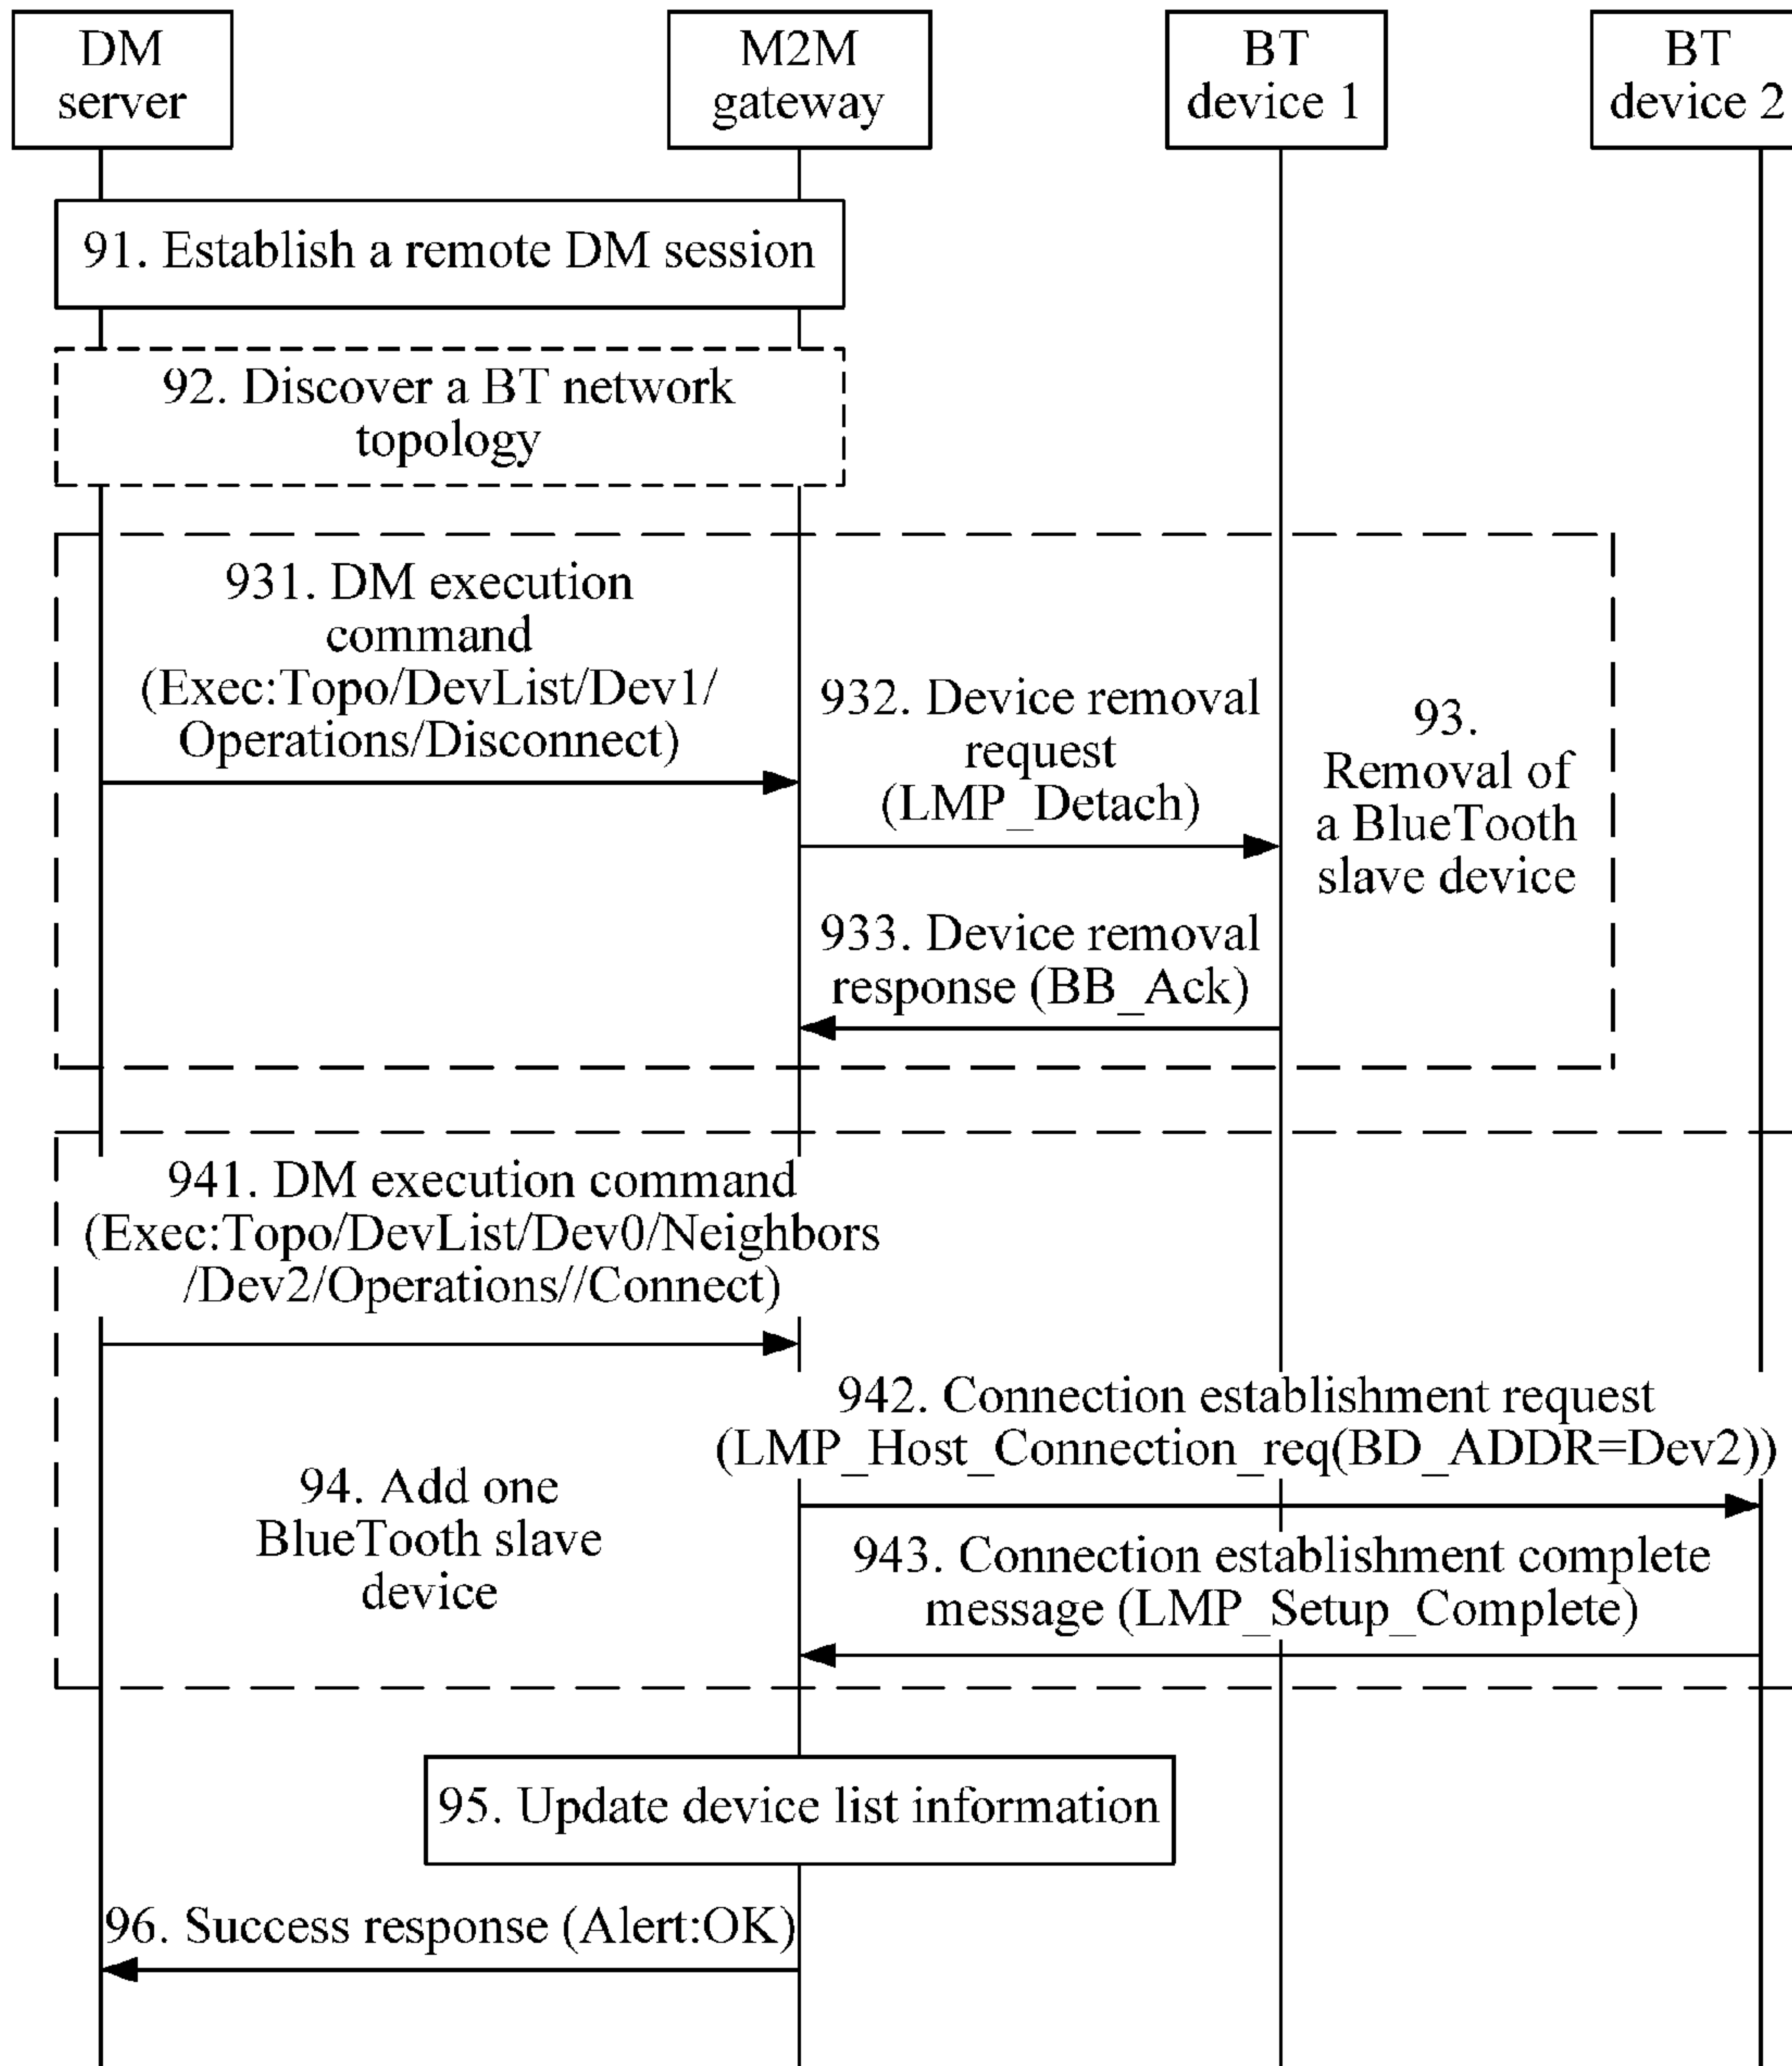 DM
server
M2M
gateway
BT
device 1
BT
device 2
91. Establish a remote DM session
92. Discover a BT network
topology
931. DM execution
command
(Exec:Topo/DevList/Dev1/
Operations/Disconnect)
932. Device removal
request
(LMP_Detach)
93.
Removal of
a BlueTooth
slave device
933. Device removal
response (BB_Ack)
941. DM execution command
(Exec:Topo/DevList/Dev0/Neighbors
/Dev2/Operations//Connect)
942. Connection establishment request
(LMP_Host_Connection_req(BD_ADDR=Dev2))
94. Add one
BlueTooth slave
device
943. Connection establishment complete
message (LMP_Setup_Complete)
95. Update device list information
96. Success response (Alert:OK)